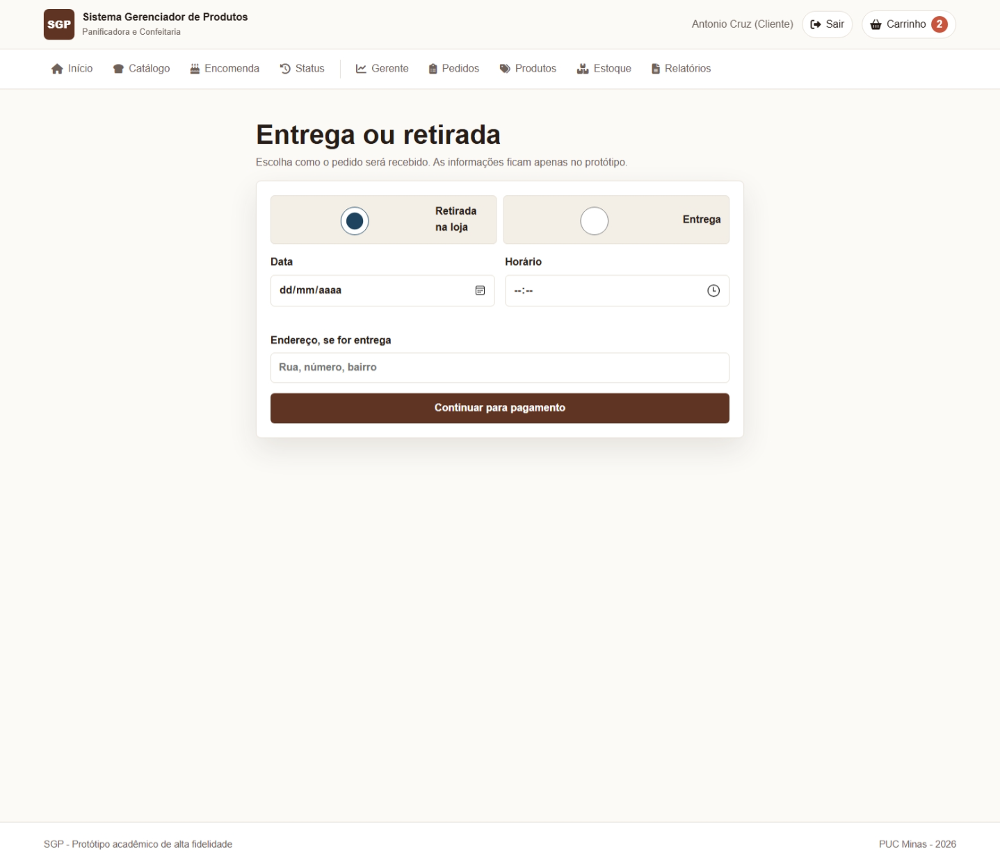 SGP
Sistema Gerenciador de Produtos
Panificadora e Confeitaria
Antonio Cruz (Cliente)
Sair
Carrinho 2
Início
Catálogo
Encomenda
Status
Gerente
Pedidos
Produtos
Estoque
Relatórios
Entrega ou retirada
Escolha como o pedido será recebido. As informações ficam apenas no protótipo.
Retirada
na loja
Entrega
Data
Horário
dd/mm/aaaa
--:--
Endereço, se for entrega
Rua, número, bairro
Continuar para pagamento
SGP - Protótipo acadêmico de alta fidelidade
PUC Minas - 2026